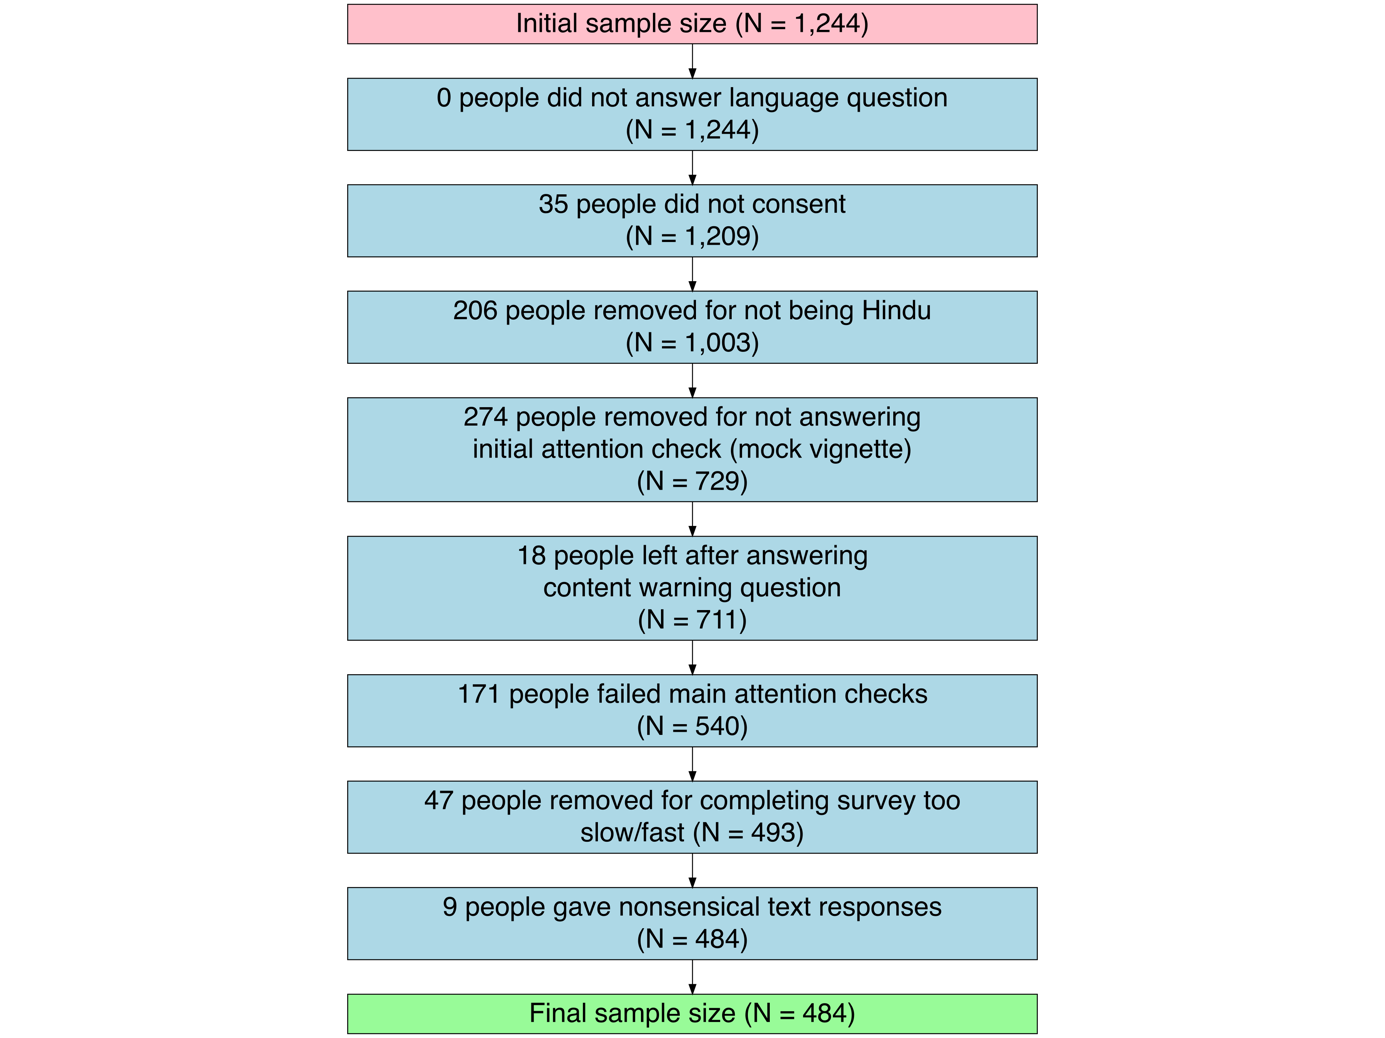 Initial sample size (N = 1,244)
0 people did not answer language question
(N = 1,244)
35 people did not consent
(N = 1,209)
206 people removed for not being Hindu
(N = 1,003)
274 people removed for not answering
initial attention check (mock vignette)
(N = 729)
18 people left after answering
content warning question
(N = 711)
171 people failed main attention checks
(N = 540)
47 people removed for completing survey too
slow/fast (N = 493)
9 people gave nonsensical text responses
(N = 484)
Final sample size (N = 484)